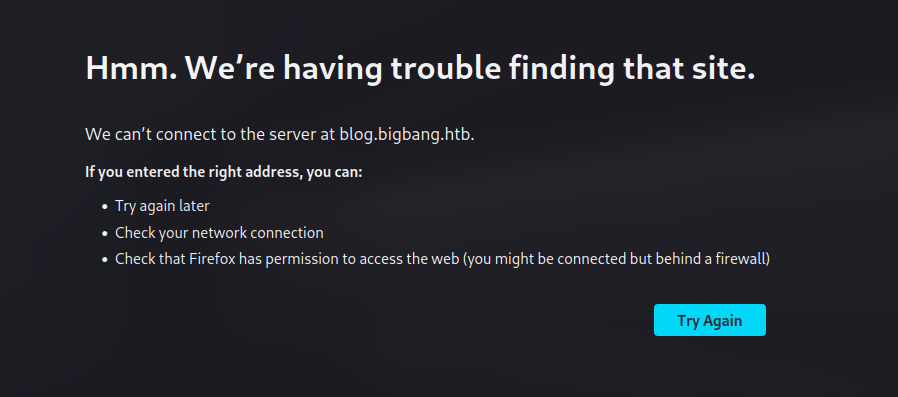 Hmm. We’re having trouble finding that site.
We can’t connect to the server at blog.bigbang.htb.
If you entered the right address, you can:
• Try again later
• Check your network connection
• Check that Firefox has permission to access the web (you might be connected but behind a firewall)
Try Again